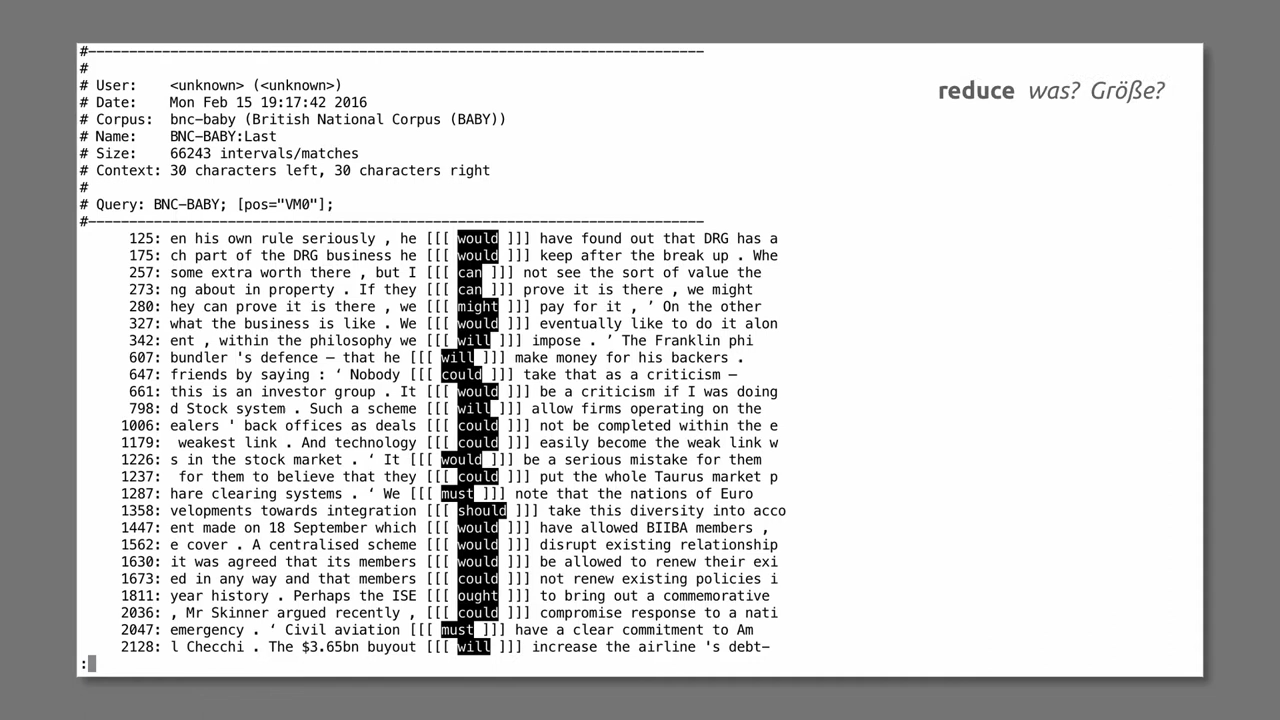 #---------------------------------------------------------------------------
#
reduce was? Größe?
# User: <unknown> (<unknown>)
# Date: Mon Feb 15 19:17:42 2016
# Corpus: bnc-baby (British National Corpus (BABY))
# Name: BNC-BABY:Last
# Size: 66243 intervals/matches
# Context: 30 characters left, 30 characters right
#
# Query: BNC-BABY; [pos="VM0"];
#---------------------------------------------------------------------------
125: en his own rule seriously , he [[[ would ]]] have found out that DRG has a
175: ch part of the DRG business he [[[ would ]]] keep after the break up . Whe
257: some extra worth there , but I [[[ can ]]] not see the sort of value the
273: ng about in property . If they [[[ can ]]] prove it is there , we might
280: hey can prove it is there , we [[[ might ]]] pay for it , ’ On the other
327: what the business is like . We [[[ would ]]] eventually like to do it alon
342: ent , within the philosophy we [[[ will ]]] impose . ’ The Franklin phi
607: bundler 's defence — that he [[[ will ]]] make money for his backers .
647: friends by saying : ‘ Nobody [[[ could ]]] take that as a criticism —
661: this is an investor group . It [[[ would ]]] be a criticism if I was doing
798: d Stock system . Such a scheme [[[ will ]]] allow firms operating on the
1006: ealers ' back offices as deals [[[ could ]]] not be completed within the e
1179: weakest link . And technology [[[ could ]]] easily become the weak link w
1226: s in the stock market . ‘ It [[[ would ]]] be a serious mistake for them
1237: for them to believe that they [[[ could ]]] put the whole Taurus market p
1287: hare clearing systems . ‘ We [[[ must ]]] note that the nations of Euro
1358: velopments towards integration [[[ should ]]] take this diversity into acco
1447: ent made on 18 September which [[[ would ]]] have allowed BIIBA members ,
1562: e cover . A centralised scheme [[[ would ]]] disrupt existing relationship
1630: it was agreed that its members [[[ would ]]] be allowed to renew their exi
1673: ed in any way and that members [[[ could ]]] not renew existing policies i
1811: year history . Perhaps the ISE [[[ ought ]]] to bring out a commemorative
2036: , Mr Skinner argued recently , [[[ could ]]] compromise response to a nati
2047: emergency . ‘ Civil aviation [[[ must ]]] have a clear commitment to Am
2128: l Checchi . The $3.65bn buyout [[[ will ]]] increase the airline 's debt-
: